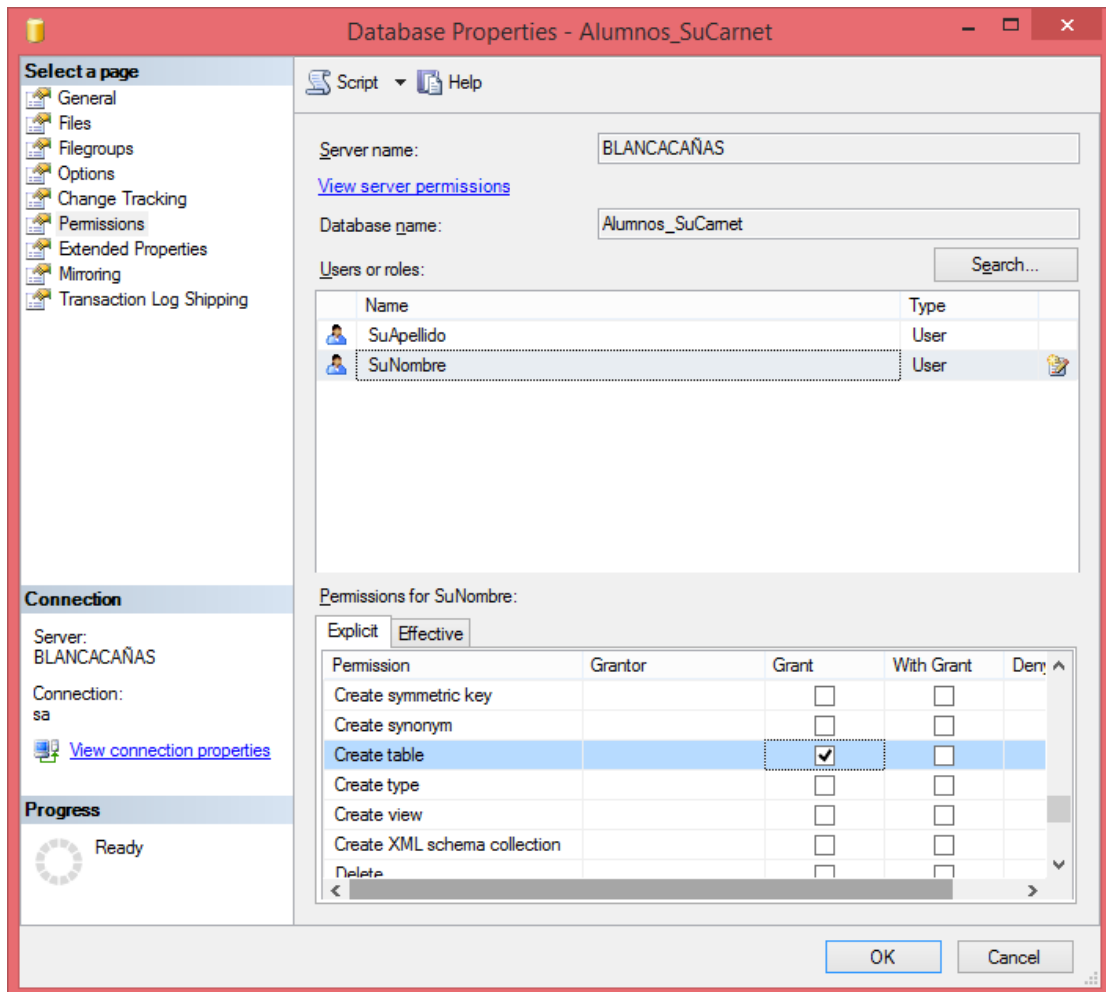 Database Properties - Alumnos_SuCarnet
Select a page
General
Files
Filegroups
Options
Change Tracking
Permissions
Extended Properties
Mirroring
Transaction Log Shipping
Script Help
Server name: BLANCACAÑAS
View server permissions
Database name: Alumnos_SuCarnet
Users or roles: Search...
Name Type
SuApellido User
SuNombre User
Connection
Server:
BLANCACAÑAS
Connection:
sa
View connection properties
Progress
Ready
Permissions for SuNombre:
Explicit Effective
Permission Grantor Grant With Grant Deny
Create symmetric key
Create synonym
Create table
Create type
Create view
Create XML schema collection
Delete
OK Cancel